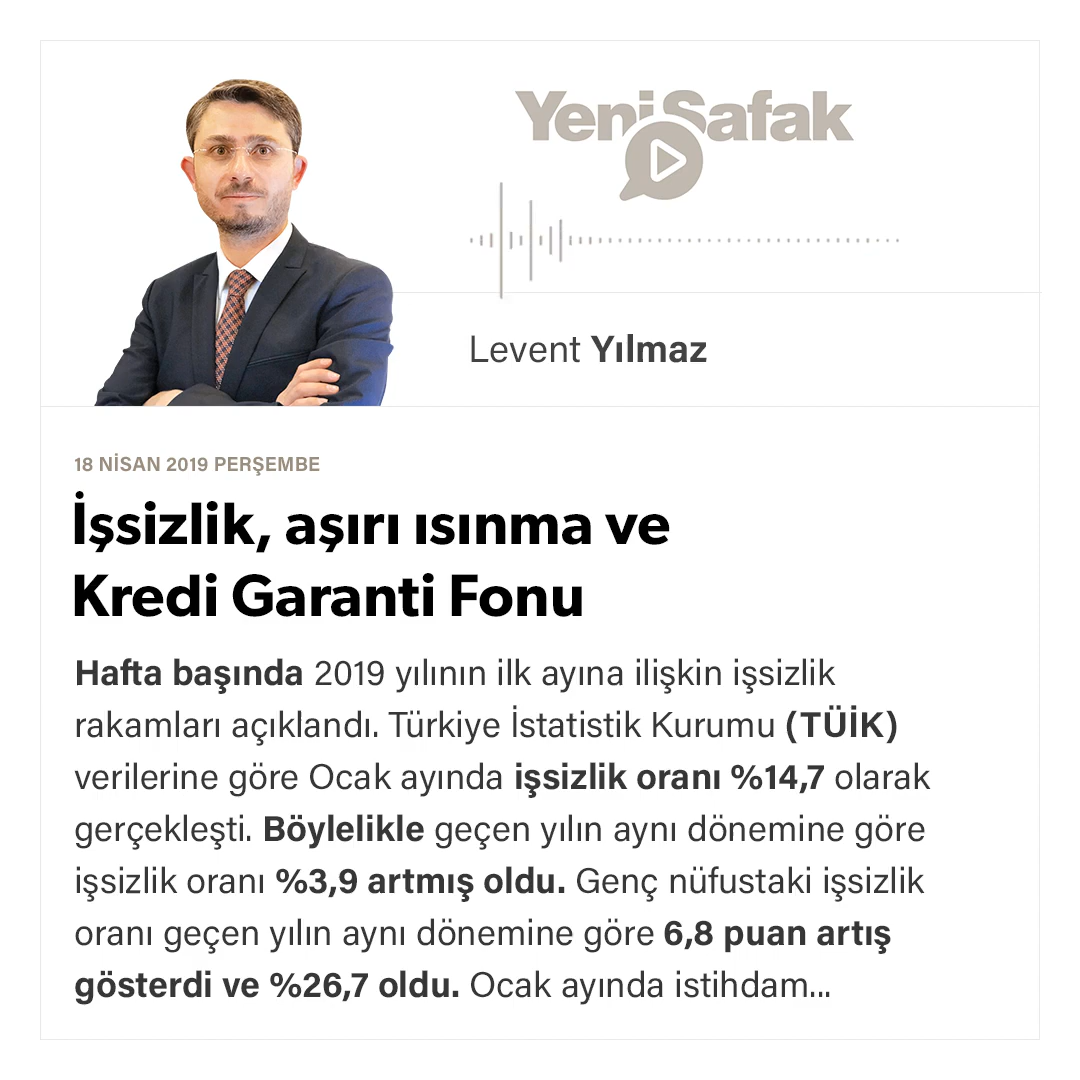 YeniŞafak
Levent Yılmaz
18 NİSAN 2019 PERŞEMBE
İşsizlik, aşırı ısınma ve
Kredi Garanti Fonu
Hafta başında 2019 yılının ilk ayına ilişkin işsizlik
rakamları açıklandı. Türkiye İstatistik Kurumu (TÜİK)
verilerine göre Ocak ayında işsizlik oranı %14,7 olarak
gerçekleşti. Böylelikle geçen yılın aynı dönemine göre
işsizlik oranı %3,9 artmış oldu. Genç nüfustaki işsizlik
oranı geçen yılın aynı dönemine göre 6,8 puan artış
gösterdi ve %26,7 oldu. Ocak ayında istihdam...